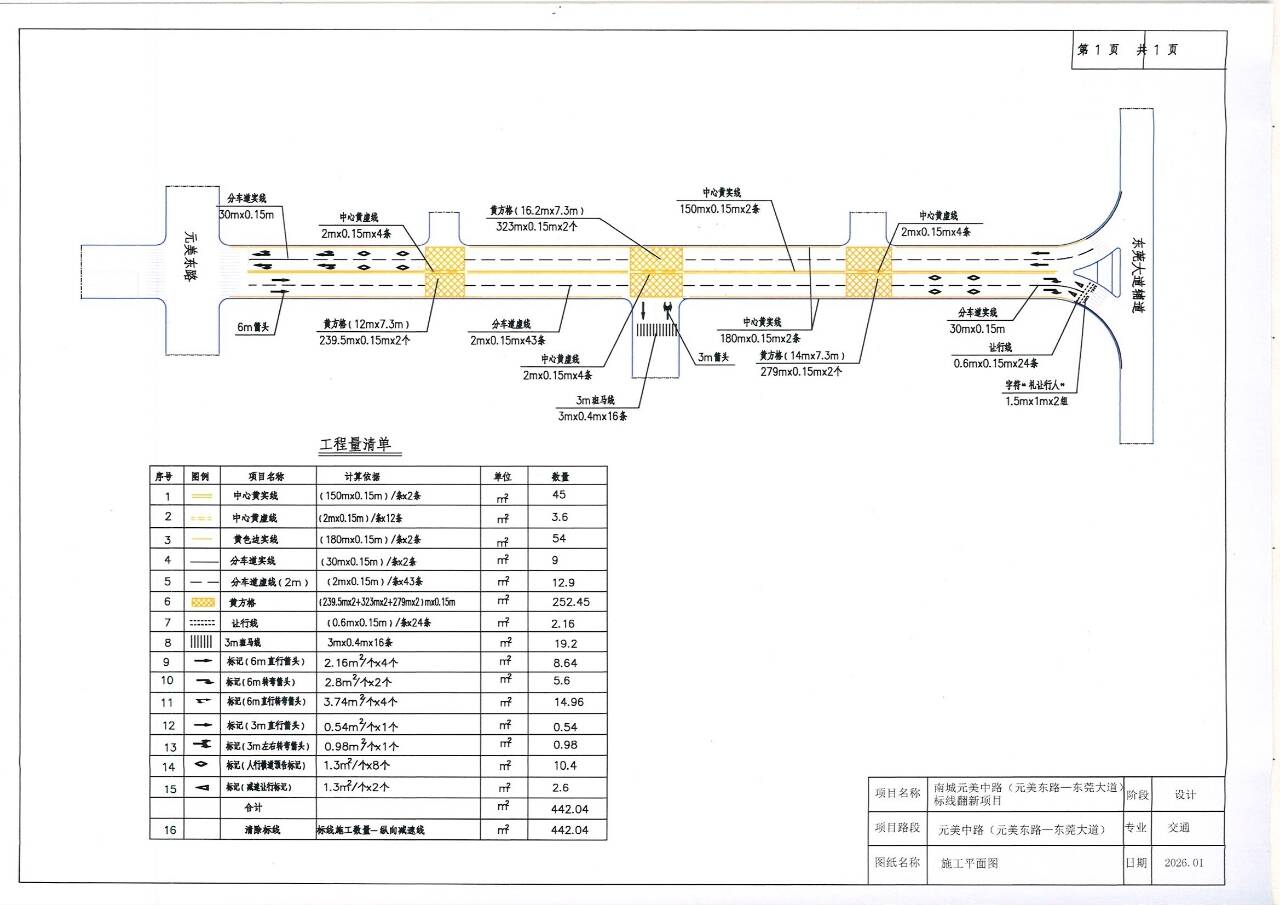 第 1 页 共 1 页
分车道实线
30mx0.15m
中心黄虚线
2mx0.15mx4条
黄方格(16.2mx7.3m)
323mx0.15mx2个
中心黄实线
150mx0.15mx2条
中心黄虚线
2mx0.15mx4条
元美东路
东莞大道辅道
6m箭头
黄方格(12mx7.3m)
239.5mx0.15mx2个
分车道虚线
2mx0.15mx43条
中心黄虚线
2mx0.15mx4条
3m斑马线
3mx0.4mx16条
3m箭头
中心黄实线
180mx0.15mx2条
黄方格(14mx7.3m)
279mx0.15mx2个
分车道实线
30mx0.15m
让行线
0.6mx0.15mx24条
字符"礼让行人"
1.5mx1mx2组
工程量清单
序号 图例 项目名称 计算依据 单位 数量
1 中心黄实线 (150mx0.15m)/条x2条 m² 45
2 中心黄虚线 (2mx0.15m)/条x12条 m² 3.6
3 黄色边实线 (180mx0.15m)/条x2条 m² 54
4 分车道实线 (30mx0.15m)/条x2条 m² 9
5 分车道虚线(2m) (2mx0.15m)/条x43条 m² 12.9
6 黄方格 (239.5mx2+323mx2+279mx2)mx0.15m m² 252.45
7 让行线 (0.6mx0.15m)/条x24条 m² 2.16
8 3m斑马线 3mx0.4mx16条 m² 19.2
9 标记(6m直行箭头) 2.16m²/个x4个 m² 8.64
10 标记(6m转弯箭头) 2.8m²/个x2个 m² 5.6
11 标记(6m直行转弯箭头) 3.74m²/个x4个 m² 14.96
12 标记(3m直行箭头) 0.54m²/个x1个 m² 0.54
13 标记(3m左右转弯箭头) 0.98m²/个x1个 m² 0.98
14 标记(人行横道预告标记) 1.3m²/个x8个 m² 10.4
15 标记(减速让行标记) 1.3m²/个x2个 m² 2.6
合计 m² 442.04
16 清除标线 标线施工数量-纵向减速线 m² 442.04
项目名称 南城元美中路(元美东路—东莞大道) 阶段 设计
标线翻新项目
项目路段 元美中路(元美东路—东莞大道) 专业 交通
图纸名称 施工平面图 日期 2026.01